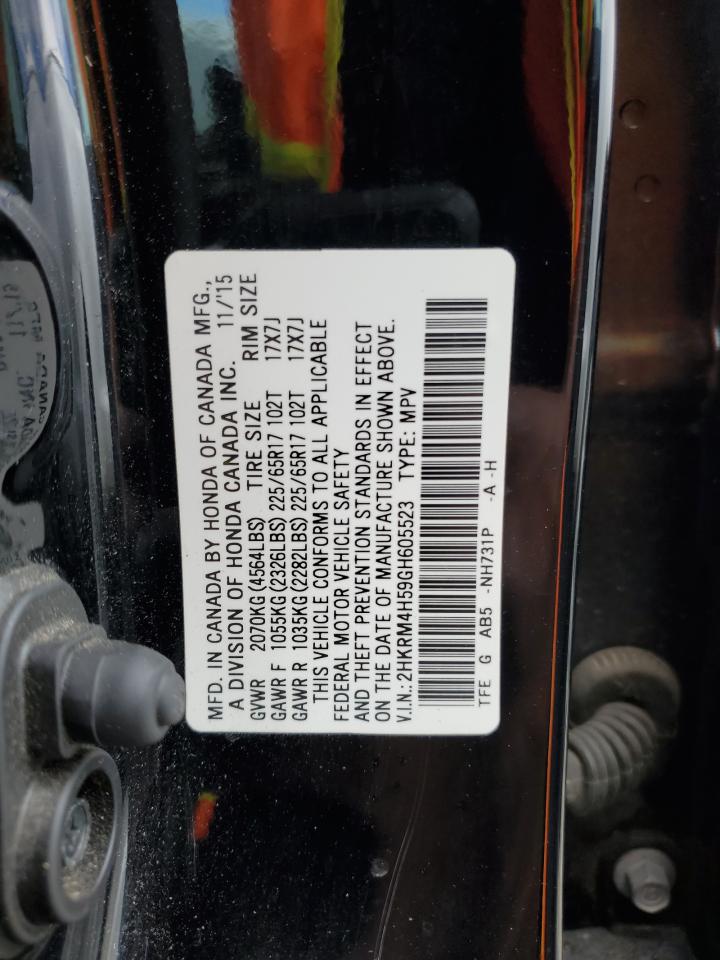 MFD. IN CANADA BY HONDA OF CANADA MFG.,
A DIVISION OF HONDA CANADA INC. 11/'15
GVWR 2070KG (4564LBS) TIRE SIZE RIM SIZE
GAWR F 1055KG (2326LBS) 225/65R17 102T 17X7J
GAWR R 1035KG (2282LBS) 225/65R17 102T 17X7J
THIS VEHICLE CONFORMS TO ALL APPLICABLE
FEDERAL MOTOR VEHICLE SAFETY
AND THEFT PREVENTION STANDARDS IN EFFECT
ON THE DATE OF MANUFACTURE SHOWN ABOVE.
V.I.N.: 2HKRM4H59GH605523 TYPE: MPV
TFE G AB5 -NH731P -A -H